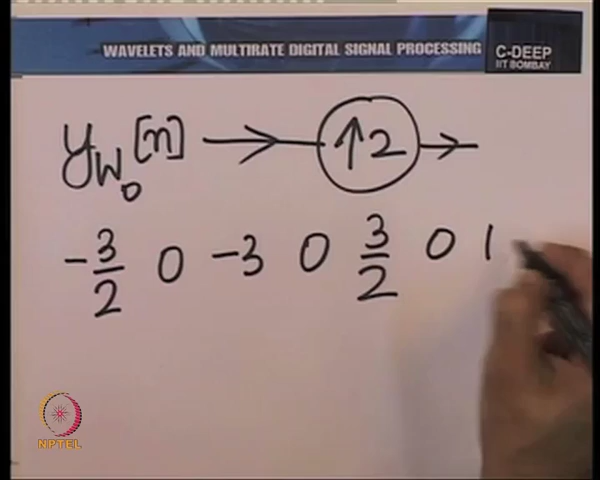 WAVELETS AND MULTIRATE DIGITAL SIGNAL PROCESSING
C-DEEP
IIT BOMBAY
y_{W_0}[n] → ↑2 →
-3/2 0 -3 0 3/2 0 1
NPTEL